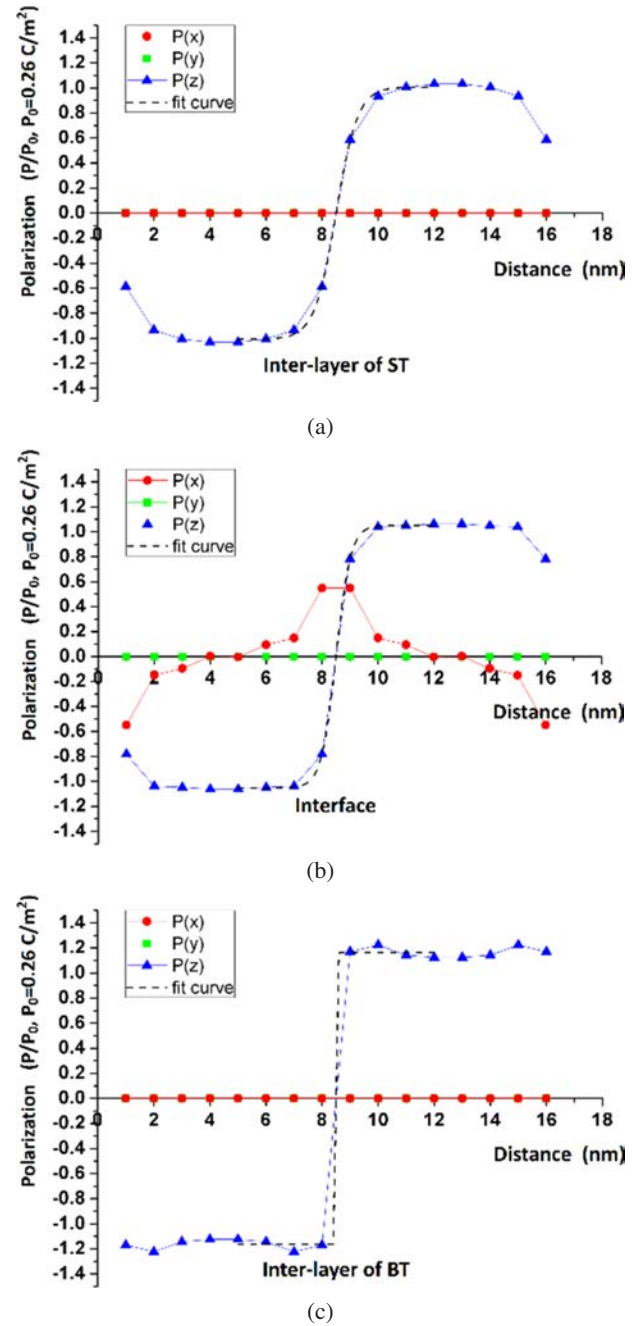 1.4
1.2
1.0
0.8
0.6
0.4
0.2
0.0
-0.2
-0.4
-0.6
-0.8
-1.0
-1.2
-1.4
Polarization (P/P₀, P₀=0.26 C/m²)
P(x)
P(y)
P(z)
fit curve
0 2 4 6 8 10 12 14 16 18
Distance (nm)
Inter-layer of ST
(a)
1.4
1.2
1.0
0.8
0.6
0.4
0.2
0.0
-0.2
-0.4
-0.6
-0.8
-1.0
-1.2
-1.4
Polarization (P/P₀, P₀=0.26 C/m²)
P(x)
P(y)
P(z)
fit curve
0 2 4 6 8 10 12 14 16 18
Distance (nm)
Interface
(b)
1.4
1.2
1.0
0.8
0.6
0.4
0.2
0.0
-0.2
-0.4
-0.6
-0.8
-1.0
-1.2
-1.4
Polarization (P/P₀, P₀=0.26 C/m²)
P(x)
P(y)
P(z)
fit curve
0 2 4 6 8 10 12 14 16 18
Distance (nm)
Inter-layer of BT
(c)